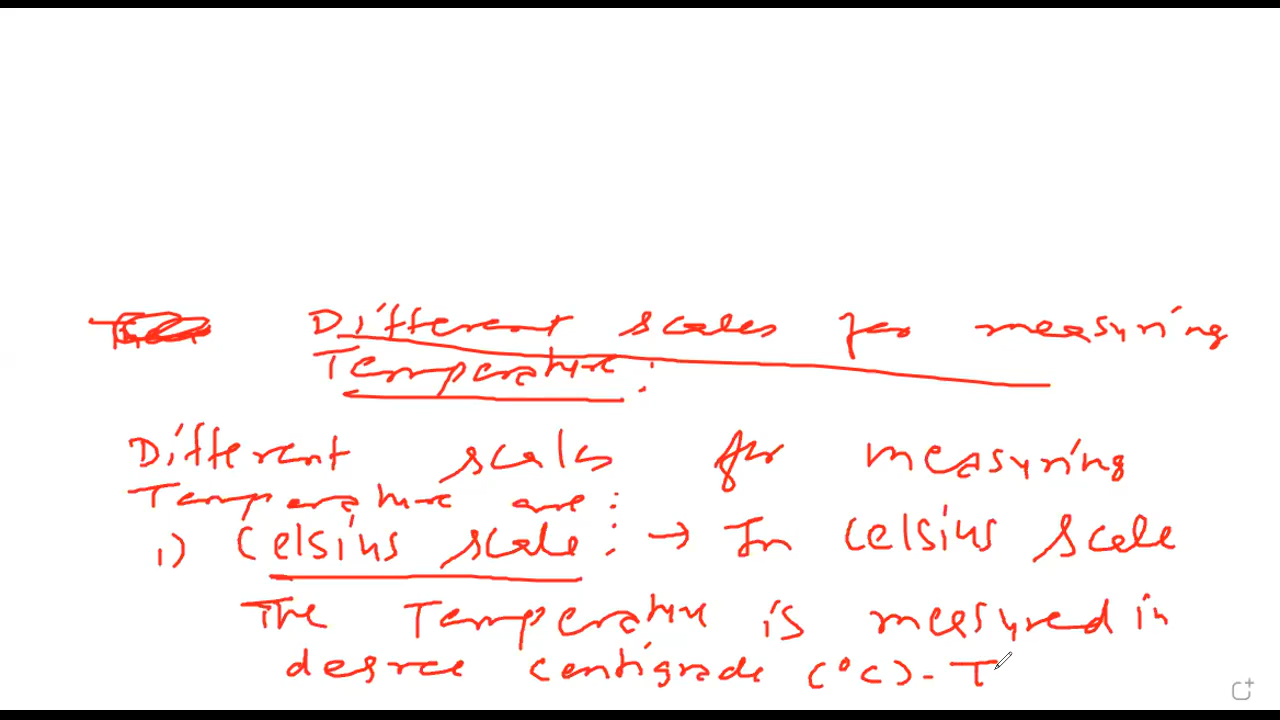 Different scales for measuring
Temperature :
Different scales for measuring
Temperature are :
1) Celsius scale : → In Celsius scale
The Temperature is measured in
degree centigrade (°C). T